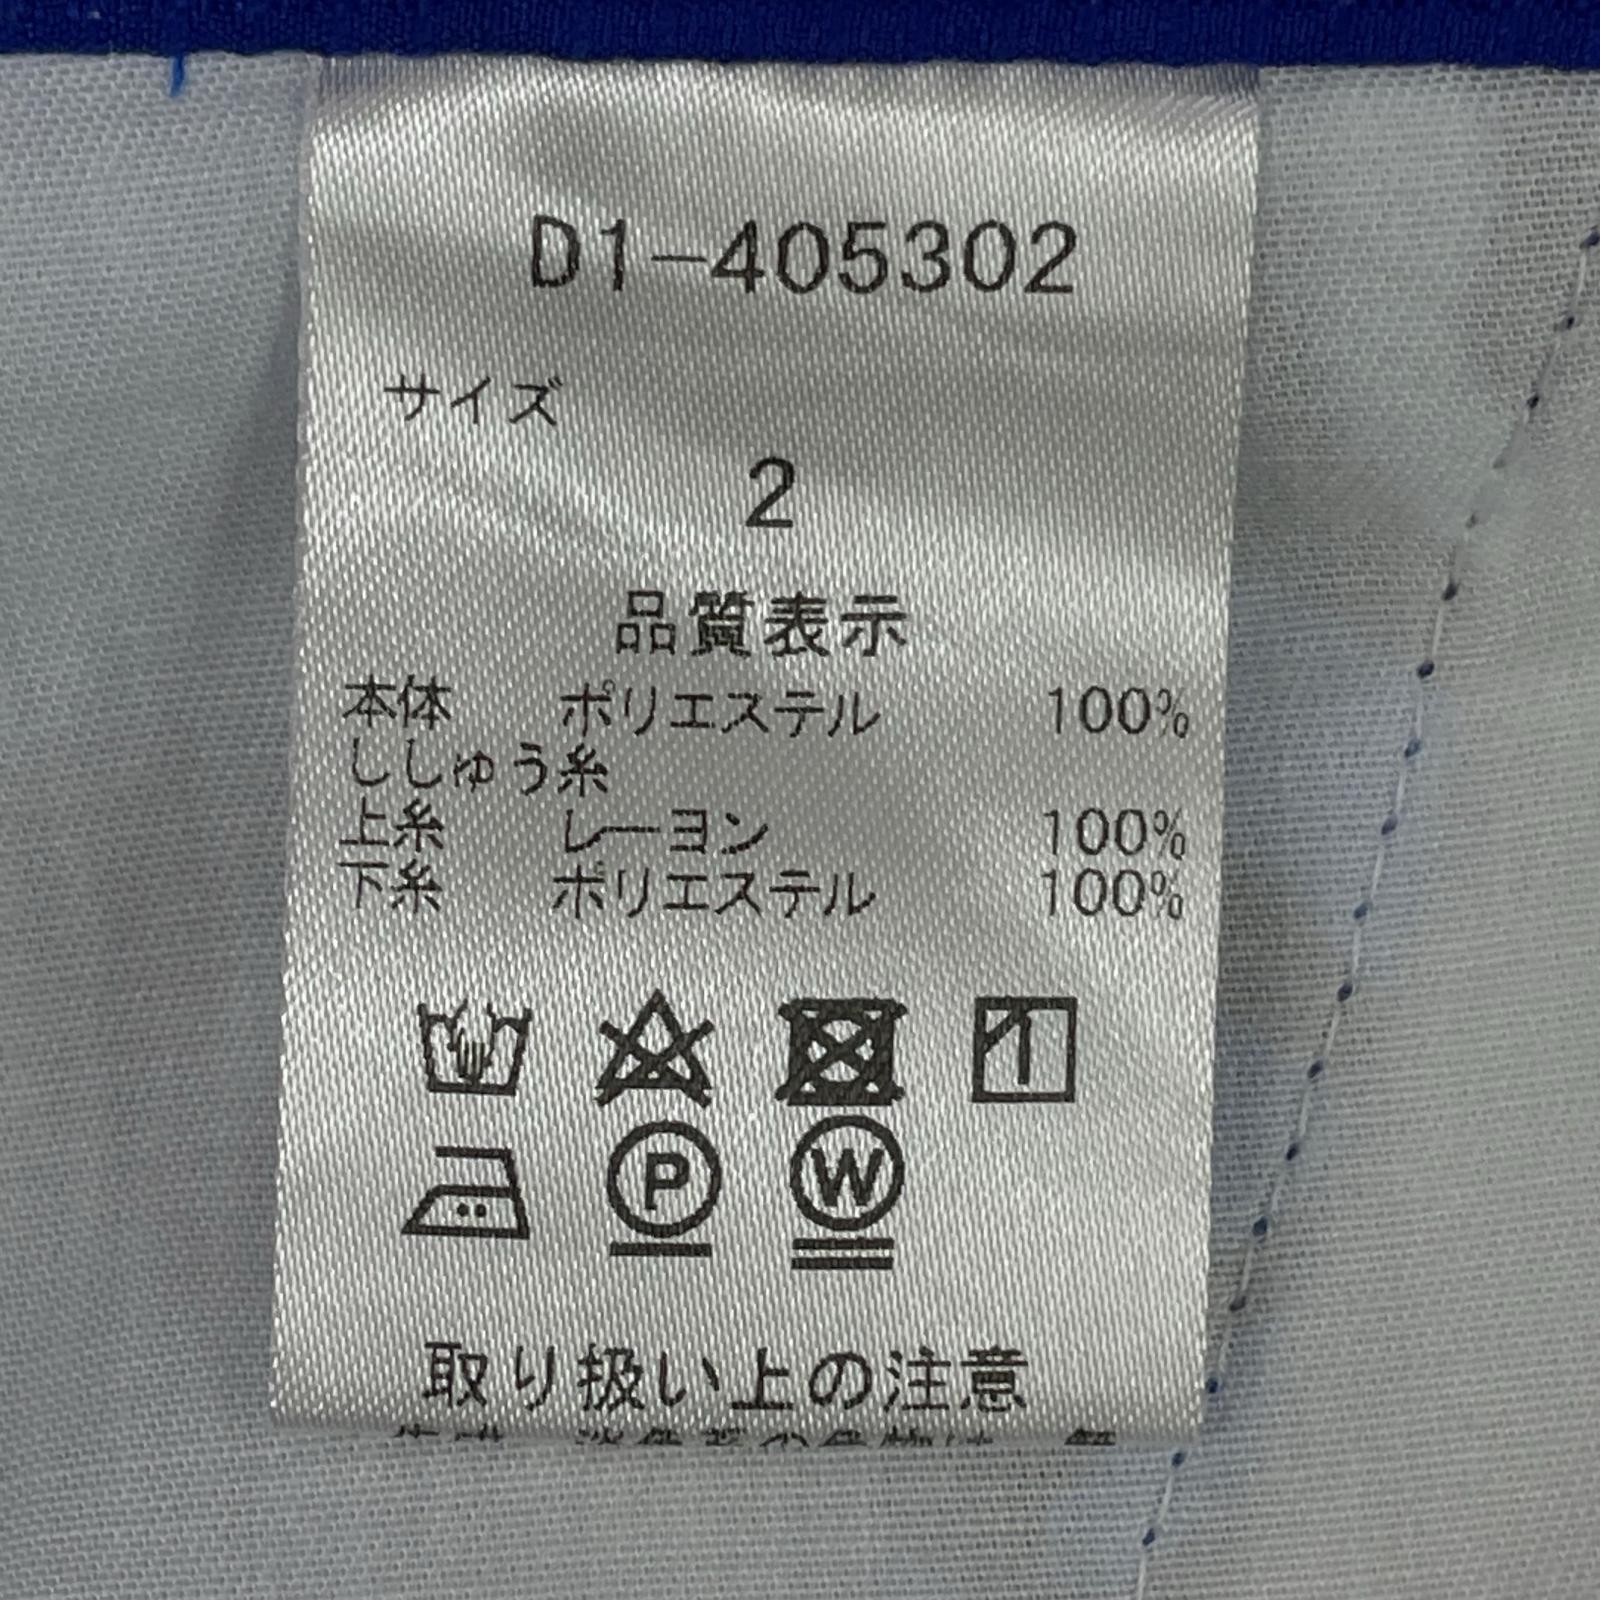 D1-405302
サイズ
2
品質表示
本体 ポリエステル 100%
ししゅう糸
上糸 レーヨン 100%
下糸 ポリエステル 100%
P W
取り扱い上の注意